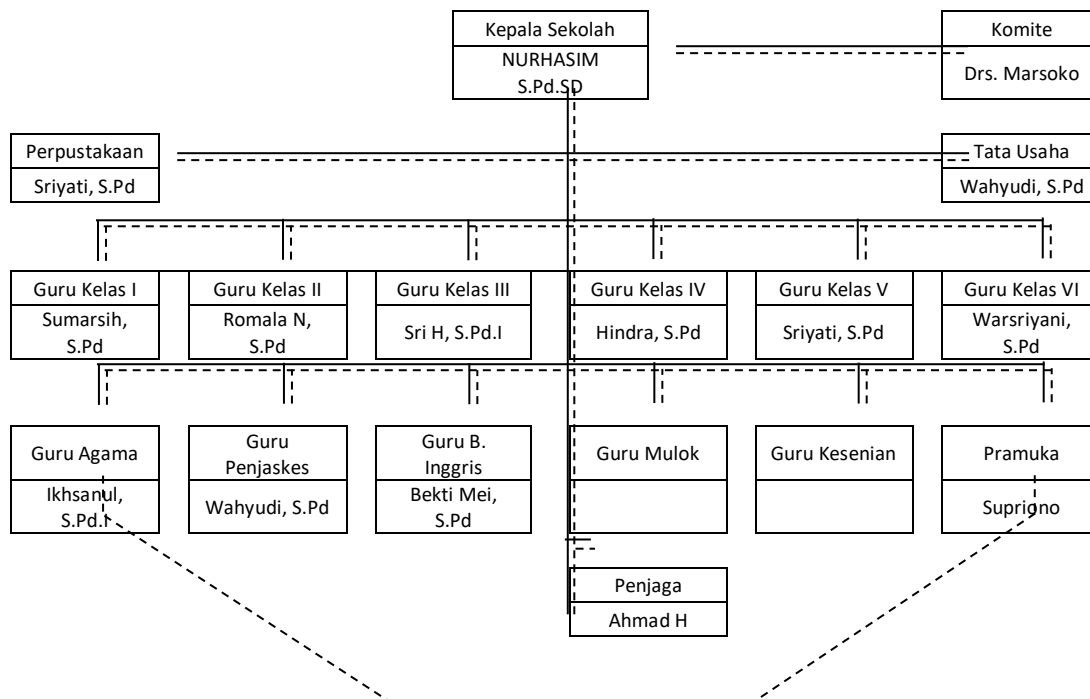 Kepala Sekolah
NURHASIM
S.Pd.SD
Komite
Drs. Marsoko
Perpustakaan
Sriyati, S.Pd
Tata Usaha
Wahyudi, S.Pd
Guru Kelas I
Sumarsih,
S.Pd
Guru Kelas II
Romala N,
S.Pd
Guru Kelas III
Sri H, S.Pd.I
Guru Kelas IV
Hindra, S.Pd
Guru Kelas V
Sriyati, S.Pd
Guru Kelas VI
Warsriyani,
S.Pd
Guru Agama
Ikhsanul,
S.Pd.I
Guru
Penjaskes
Wahyudi, S.Pd
Guru B.
Inggris
Bekti Mei,
S.Pd
Guru Mulok
Guru Kesenian
Pramuka
Supriono
Penjaga
Ahmad H